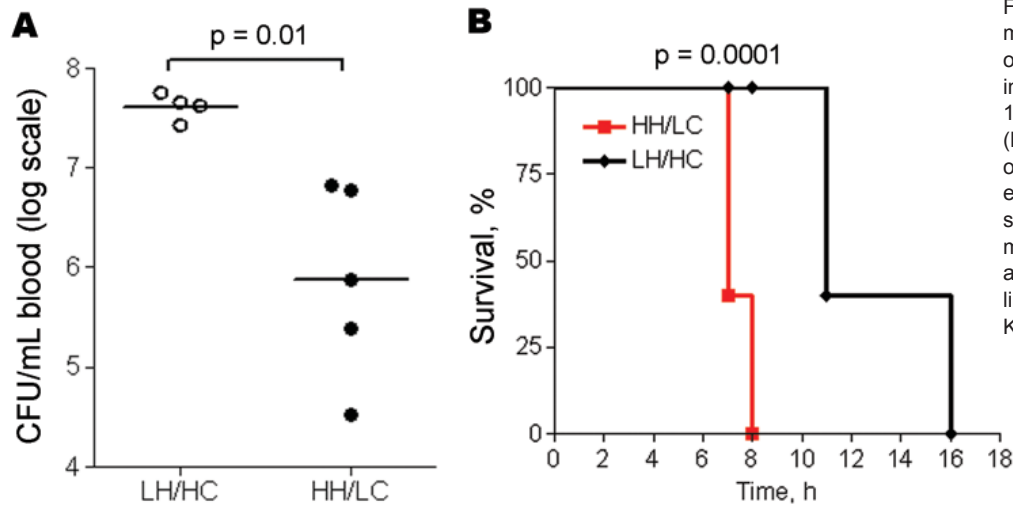 A
p = 0.01
CFU/mL blood (log scale)
8
7
6
5
4
LH/HC
HH/LC
B
p = 0.0001
Survival, %
100
75
50
25
0
HH/LC
LH/HC
0 2 4 6 8 10 12 14 16 18
Time, h